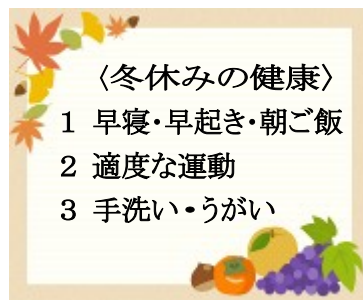 〈冬休みの健康〉
１ 早寝・早起き・朝ご飯
２ 適度な運動
３ 手洗い・うがい